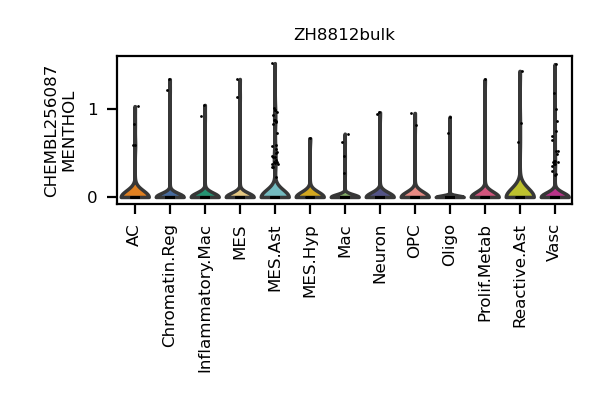 ZH8812bulk
CHEMBL256087
MENTHOL
1
0
AC
Chromatin.Reg
Inflammatory.Mac
MES
MES.Ast
MES.Hyp
Mac
Neuron
OPC
Oligo
Prolif.Metab
Reactive.Ast
Vasc